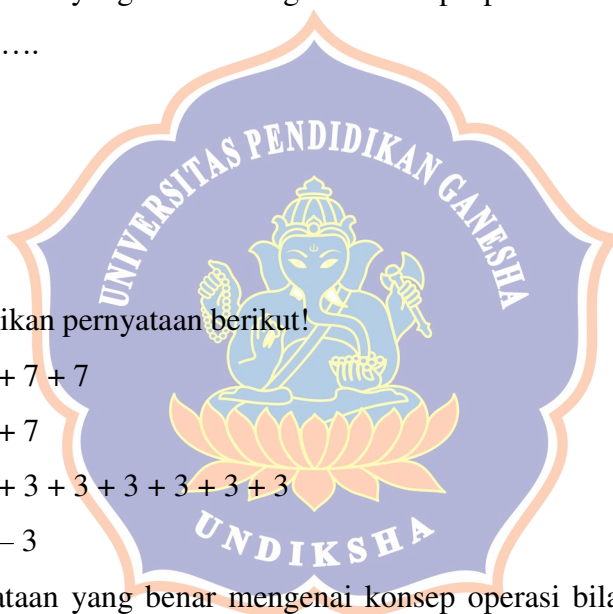 ….
UNIVERSITAS PENDIDIKAN GANESHA
ikan pernyataan berikut!
+ 7 + 7
+ 7
+ 3 + 3 + 3 + 3 + 3 + 3
– 3
UNDIKSHA
ataan yang benar mengenai konsep operasi bila